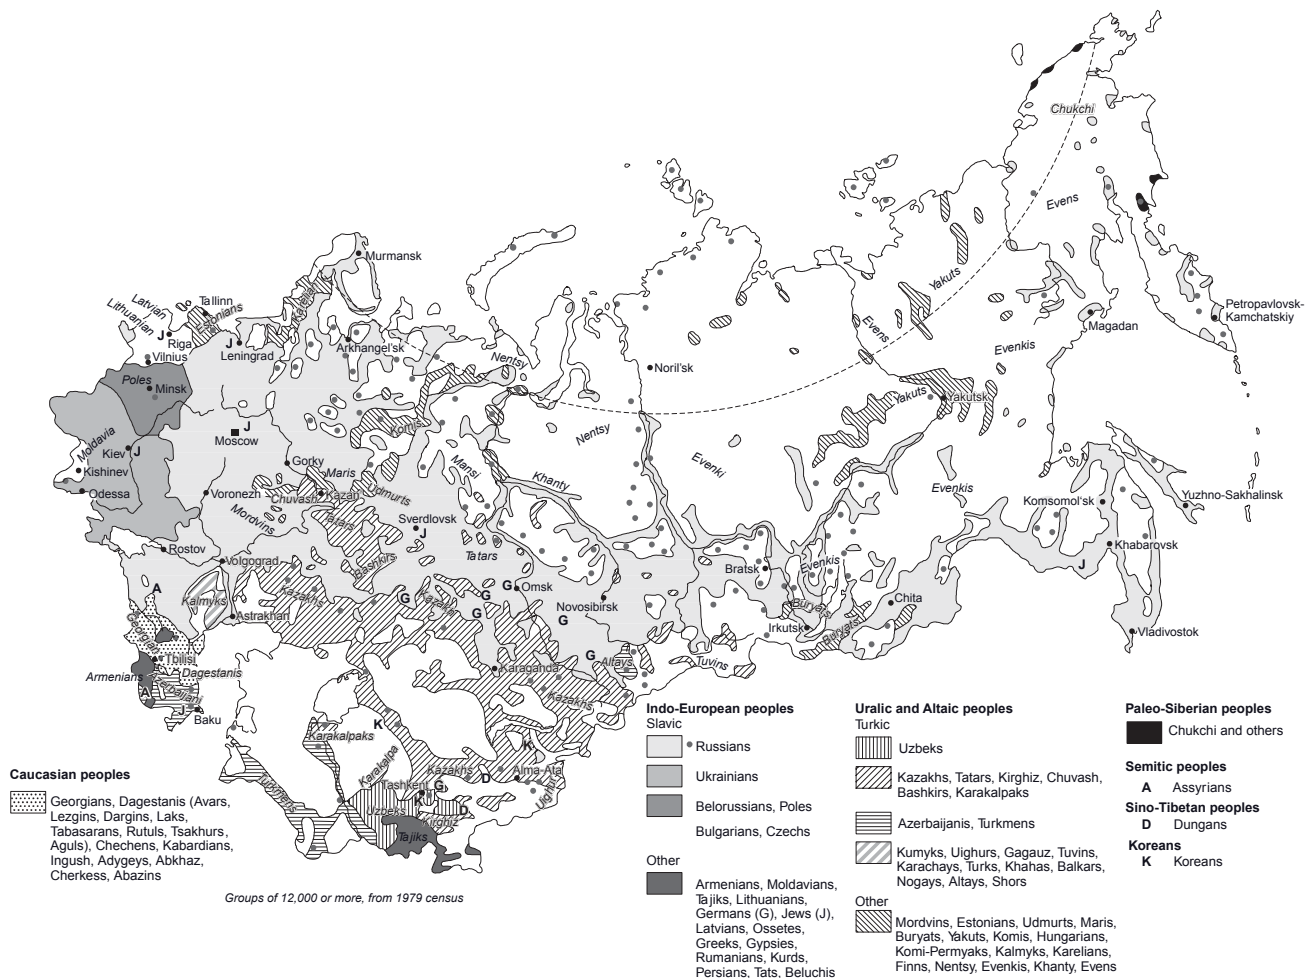 Chukchi
Evens
Murmansk
Yakuts
Latvian
Lithuanian
Tallinn
Estonians
Karelian
Petropavlovsk-
Kamchatskiy
J
Riga
J
Leningrad
Arkhangel'sk
Evens
Magadan
Vilnius
Nentsy
Noril'sk
Evenkis
Poles
Minsk
Yakuts
Yakutsk
Moldavia
J
Moscow
Komis
Nentsy
Kiev
J
Kishinev
Gorky
Maris
Mansi
Evenki
Odessa
Voronezh
Chuvash
Kazan
Udmurts
Khanty
Evenkis
Komsomol'sk
Yuzhno-Sakhalinsk
Mordvins
Tatars
Sverdlovsk
J
Rostov
Tatars
Khabarovsk
Volgograd
Bashkirs
Bratsk
Evenkis
J
A
Kalmyks
Kazakhs
G
Kazakhs
G
G
Omsk
Novosibirsk
G
Buryats
Chita
Astrakhan
Georgian
Irkutsk
Buryats
Vladivostok
Tbilisi
G
Altays
Tuvins
Armenians
Dagestanis
Karaganda
A
Azerbaijani
J
Baku
Kazakhs
K
Karakalpaks
K
Karakalpa
Kazakhs
D
Alma-Ata
Turkmens
Tashkent
G
K
D
Uighur
Uzbeks
Kirghiz
Tajiks
Caucasian peoples
Georgians, Dagestanis (Avars,
Lezgins, Dargins, Laks,
Tabasarans, Rutuls, Tsakhurs,
Aguls), Chechens, Kabardians,
Ingush, Adygeys, Abkhaz,
Cherkess, Abazins
Groups of 12,000 or more, from 1979 census
Indo-European peoples
Slavic
Russians
Ukrainians
Belorussians, Poles
Bulgarians, Czechs
Other
Armenians, Moldavians,
Tajiks, Lithuanians,
Germans (G), Jews (J),
Latvians, Ossetes,
Greeks, Gypsies,
Rumanians, Kurds,
Persians, Tats, Beluchis
Uralic and Altaic peoples
Turkic
Uzbeks
Kazakhs, Tatars, Kirghiz, Chuvash,
Bashkirs, Karakalpaks
Azerbaijanis, Turkmens
Kumyks, Uighurs, Gagauz, Tuvins,
Karachays, Turks, Khahas, Balkars,
Nogays, Altays, Shors
Other
Mordvins, Estonians, Udmurts, Maris,
Buryats, Yakuts, Komis, Hungarians,
Komi-Permyaks, Kalmyks, Karelians,
Finns, Nentsy, Evenkis, Khanty, Evens
Paleo-Siberian peoples
Chukchi and others
Semitic peoples
A Assyrians
Sino-Tibetan peoples
D Dungans
Koreans
K Koreans